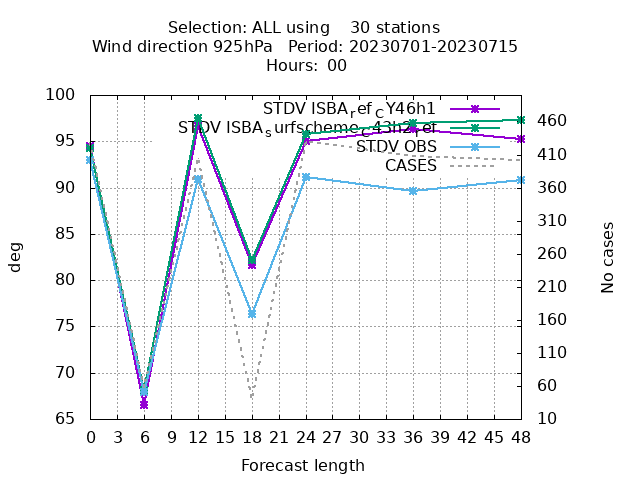 Selection: ALL using    30 stations
Wind direction 925hPa   Period: 20230701-20230715
Hours: 00
100
95
90
85
80
75
70
65
deg
STDV ISBA_ref_CY46h1
STDV OBS
CASES
460
410
360
310
260
210
160
110
60
10
No cases
0 3 6 9 12 15 18 21 24 27 30 33 36 39 42 45 48
Forecast length